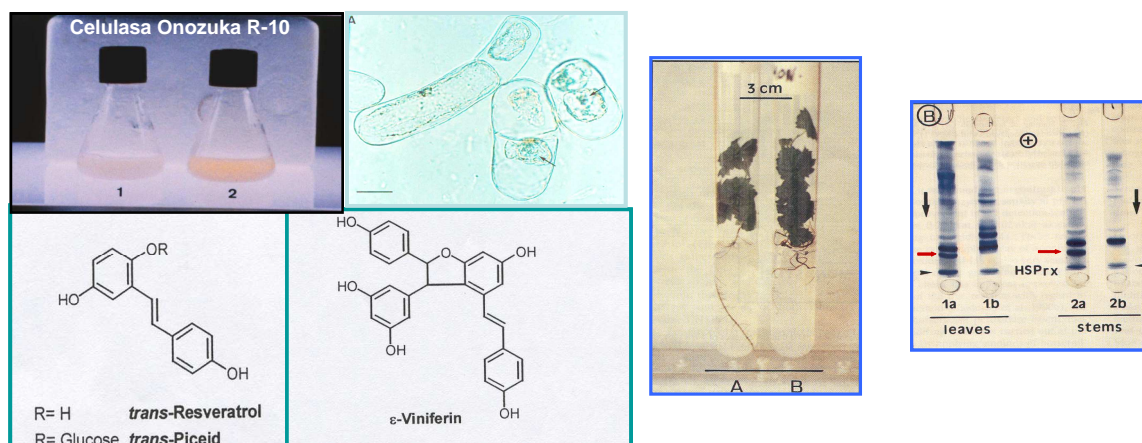 Celulasa Onozuka R-10
1 2
A
OR
HO
OH
R= H trans-Resveratrol
R= Glucose trans-Piceid
HO
OH
HO
OH
OH
ε-Viniferin
3 cm
A B
B
+
HSPrx
1a 1b 2a 2b
leaves stems